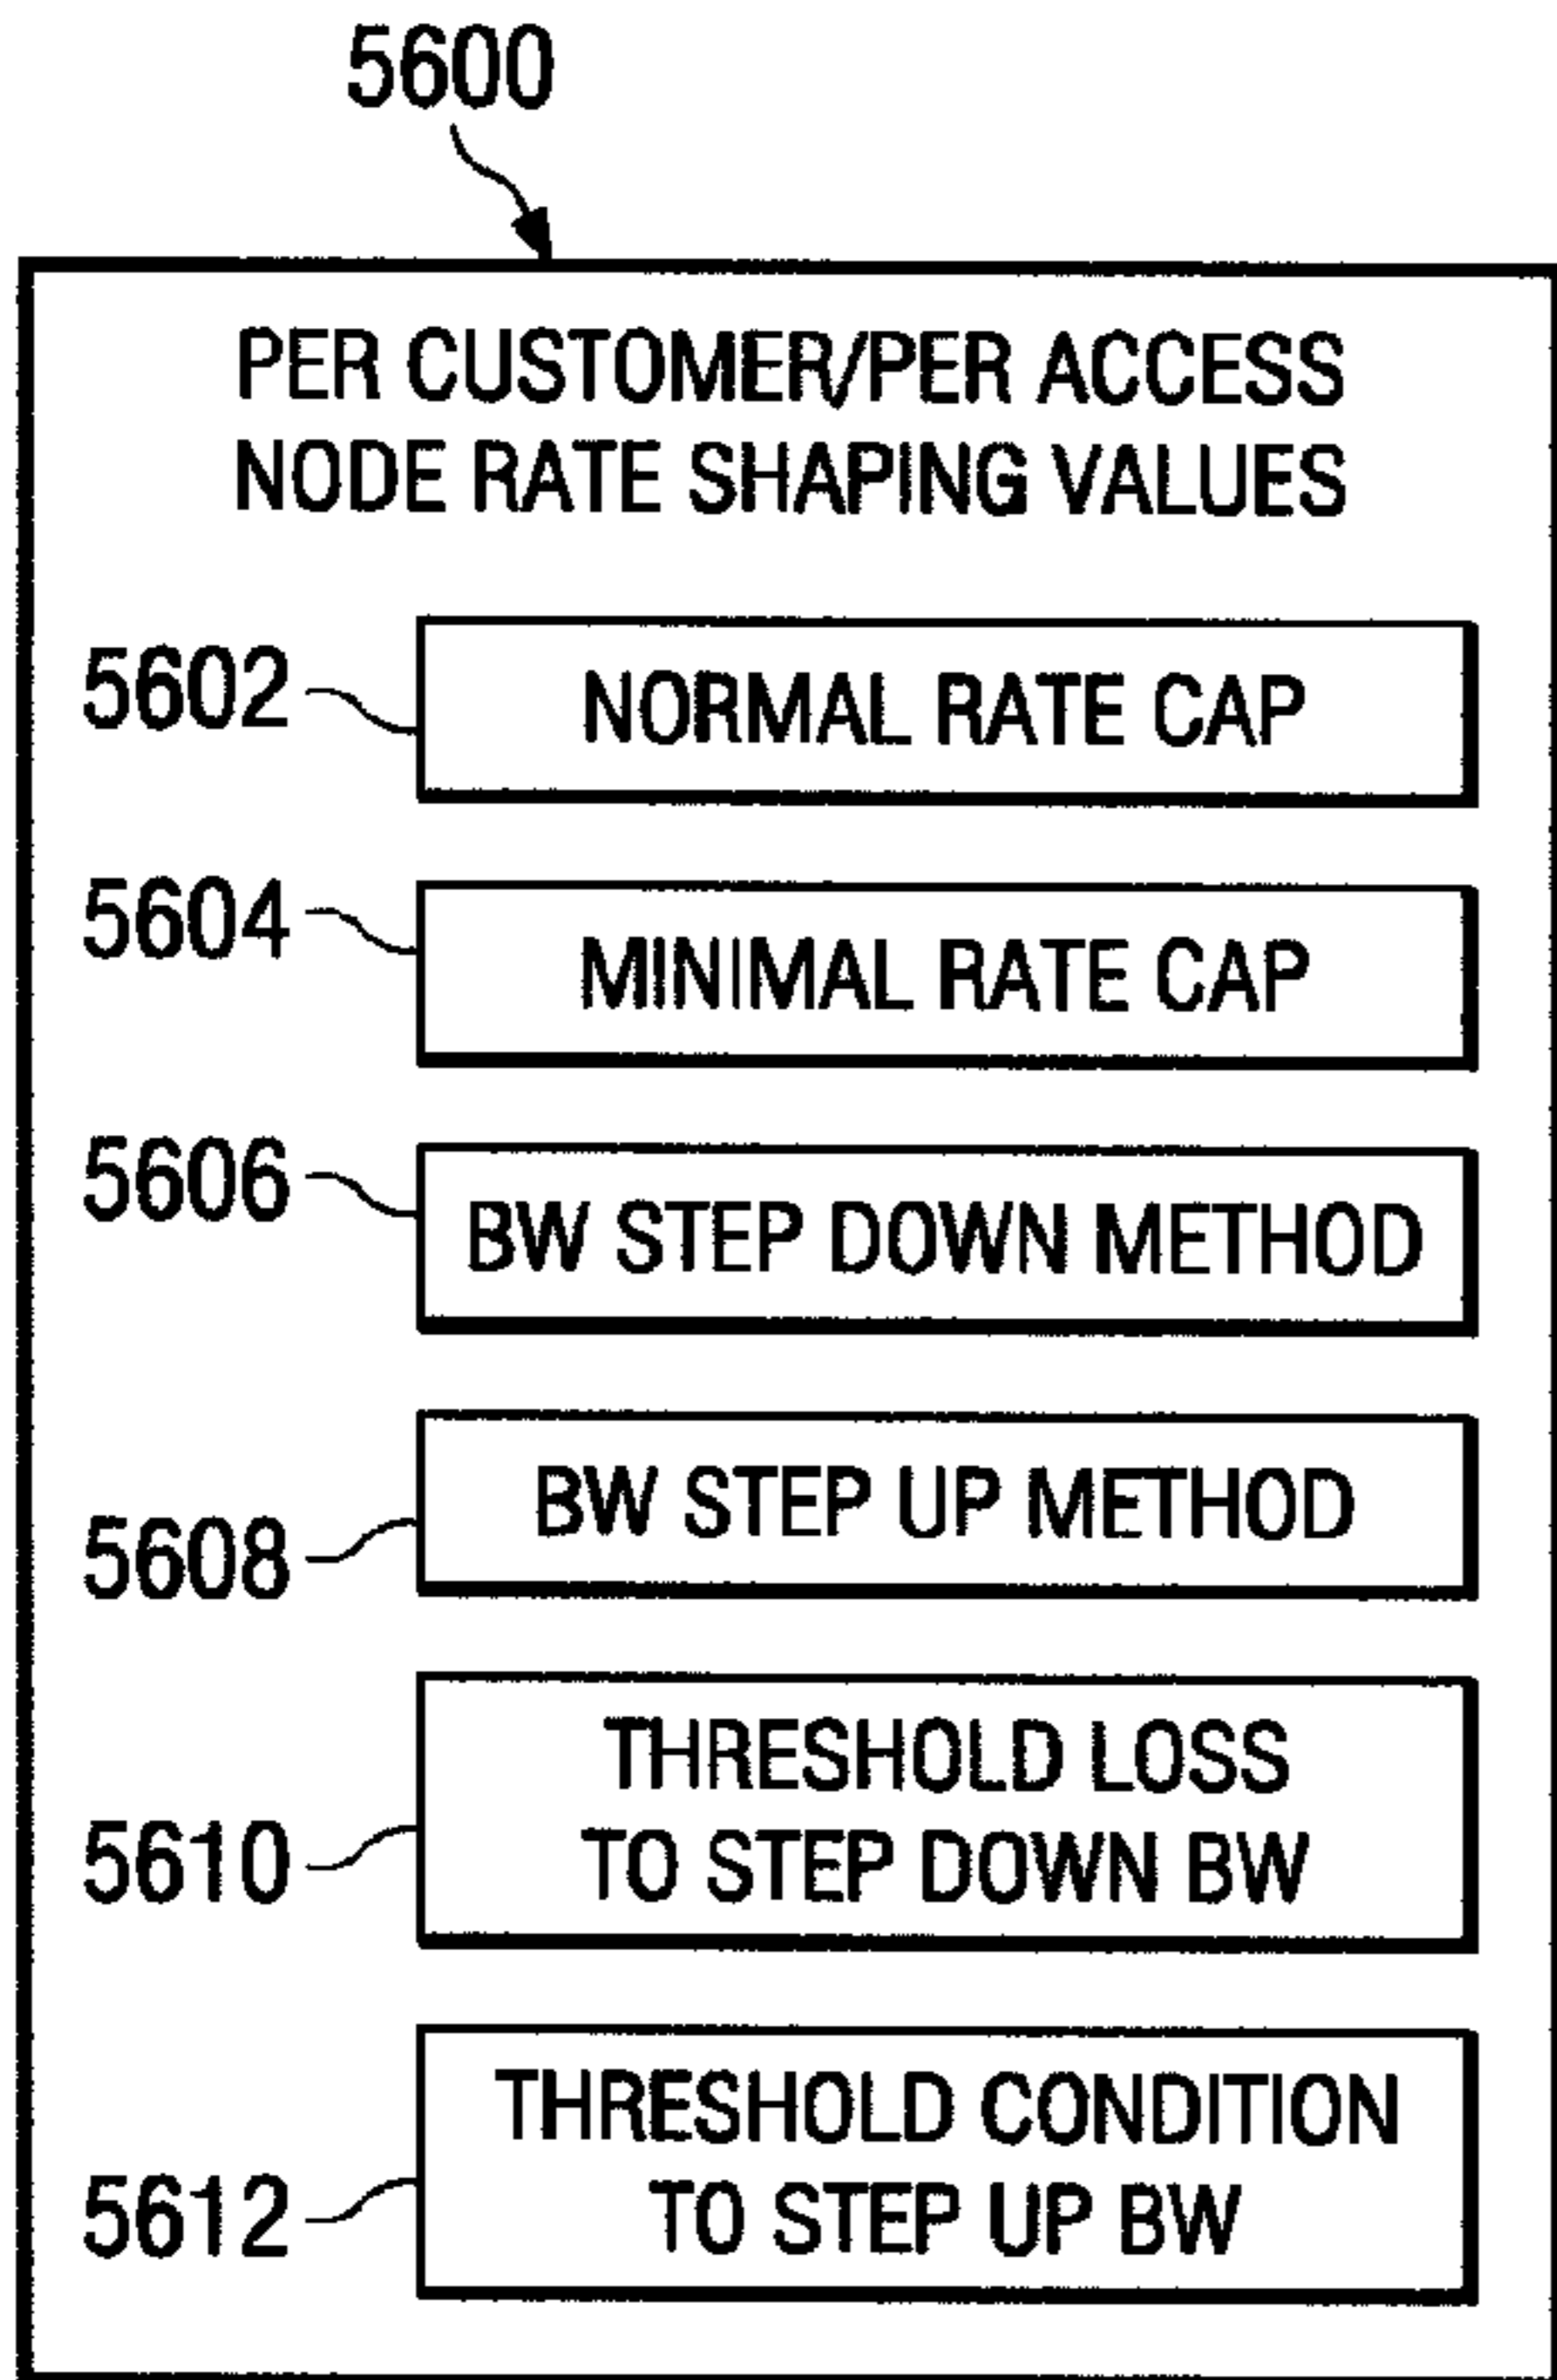 5600
PER CUSTOMER/PER ACCESS
NODE RATE SHAPING VALUES
5602
NORMAL RATE CAP
5604
MINIMAL RATE CAP
5606
BW STEP DOWN METHOD
5608
BW STEP UP METHOD
5610
THRESHOLD LOSS
TO STEP DOWN BW
5612
THRESHOLD CONDITION
TO STEP UP BW